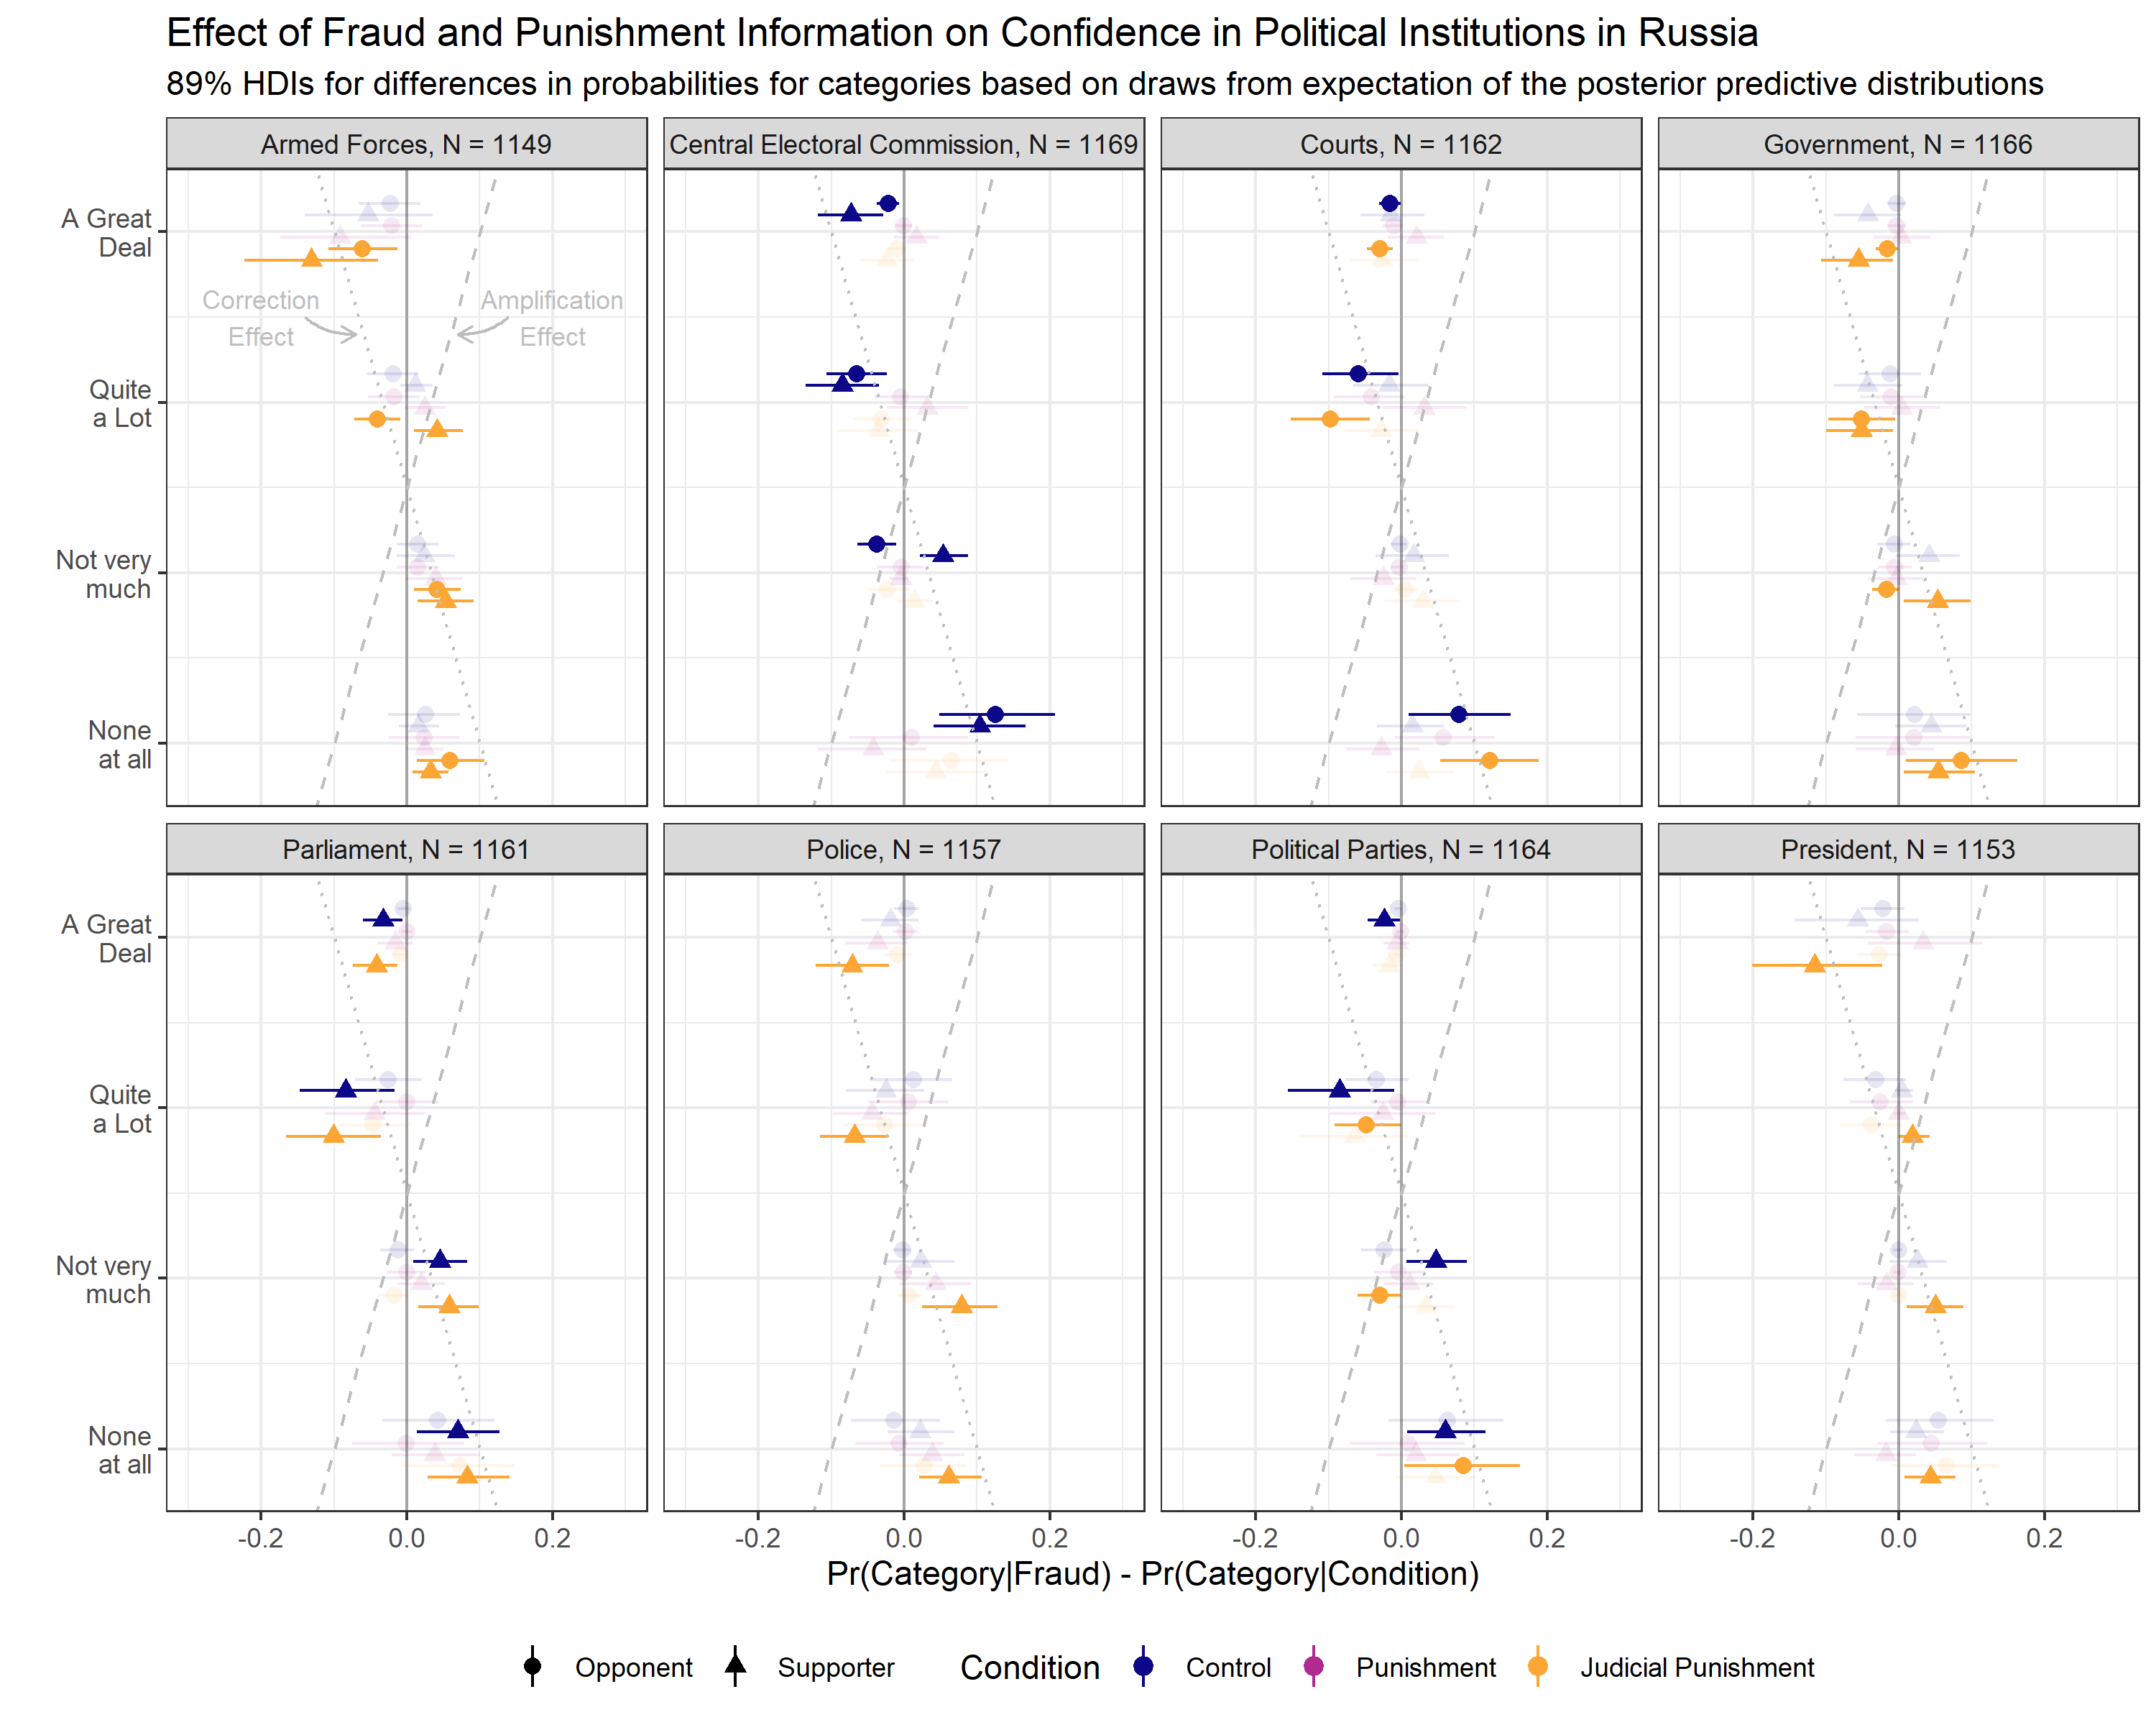 Effect of Fraud and Punishment Information on Confidence in Political Institutions in Russia
89% HDIs for differences in probabilities for categories based on draws from expectation of the posterior predictive distributions
Armed Forces, N = 1149
Central Electoral Commission, N = 1169
Courts, N = 1162
Government, N = 1166
A Great
Deal
Quite
a Lot
Not very
much
None
at all
Correction
Effect
Amplification
Effect
Parliament, N = 1161
Police, N = 1157
Political Parties, N = 1164
President, N = 1153
A Great
Deal
Quite
a Lot
Not very
much
None
at all
-0.2 0.0 0.2
-0.2 0.0 0.2
-0.2 0.0 0.2
-0.2 0.0 0.2
Pr(Category|Fraud) - Pr(Category|Condition)
Opponent Supporter Condition Control Punishment Judicial Punishment